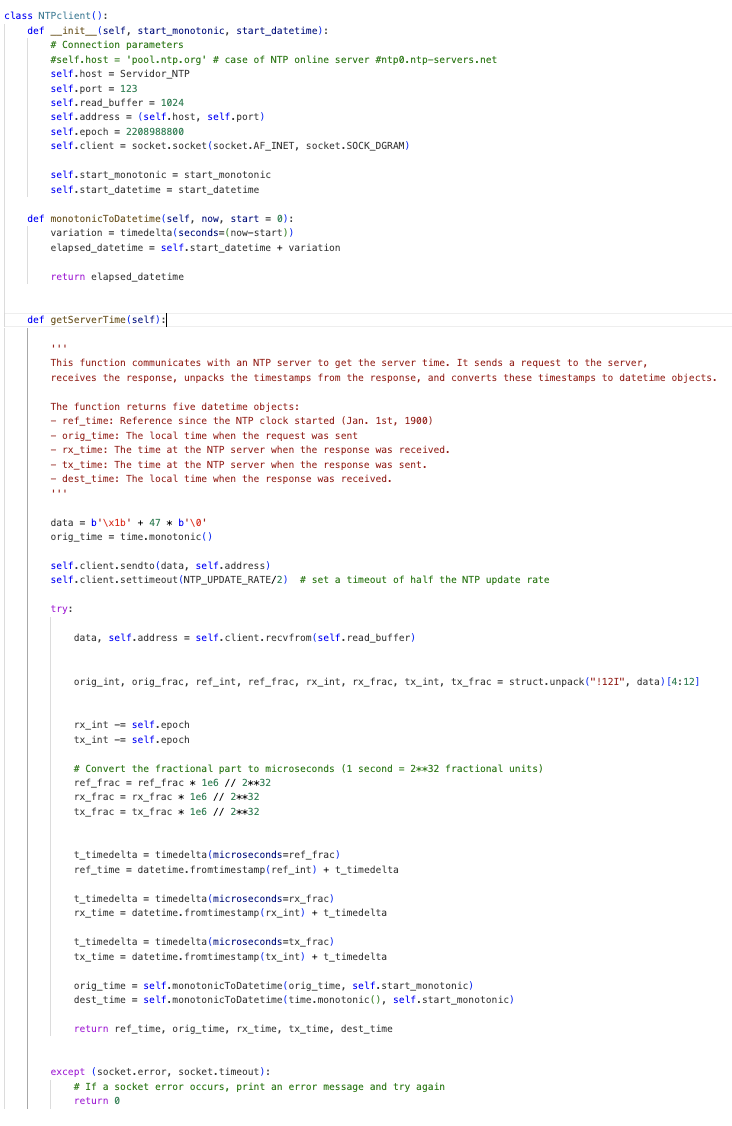 class NTPclient():
    def __init__(self, start_monotonic, start_datetime):
        # Connection parameters
        #self.host = 'pool.ntp.org' # case of NTP online server #ntp0.ntp-servers.net
        self.host = Servidor_NTP
        self.port = 123
        self.read_buffer = 1024
        self.address = (self.host, self.port)
        self.epoch = 2208988800
        self.client = socket.socket(socket.AF_INET, socket.SOCK_DGRAM)

        self.start_monotonic = start_monotonic
        self.start_datetime = start_datetime

    def monotonicToDatetime(self, now, start = 0):
        variation = timedelta(seconds=(now-start))
        elapsed_datetime = self.start_datetime + variation

        return elapsed_datetime


    def getServerTime(self):

        '''
        This function communicates with an NTP server to get the server time. It sends a request to the server,
        receives the response, unpacks the timestamps from the response, and converts these timestamps to datetime objects.

        The function returns five datetime objects:
        - ref_time: Reference since the NTP clock started (Jan. 1st, 1900)
        - orig_time: The local time when the request was sent
        - rx_time: The time at the NTP server when the response was received.
        - tx_time: The time at the NTP server when the response was sent.
        - dest_time: The local time when the response was received.
        '''

        data = b'\x1b' + 47 * b'\0'
        orig_time = time.monotonic()

        self.client.sendto(data, self.address)
        self.client.settimeout(NTP_UPDATE_RATE/2)  # set a timeout of half the NTP update rate

        try:

            data, self.address = self.client.recvfrom(self.read_buffer)


            orig_int, orig_frac, ref_int, ref_frac, rx_int, rx_frac, tx_int, tx_frac = struct.unpack("!12I", data)[4:12]


            rx_int -= self.epoch
            tx_int -= self.epoch

            # Convert the fractional part to microseconds (1 second = 2**32 fractional units)
            ref_frac = ref_frac * 1e6 // 2**32
            rx_frac = rx_frac * 1e6 // 2**32
            tx_frac = tx_frac * 1e6 // 2**32


            t_timedelta = timedelta(microseconds=ref_frac)
            ref_time = datetime.fromtimestamp(ref_int) + t_timedelta

            t_timedelta = timedelta(microseconds=rx_frac)
            rx_time = datetime.fromtimestamp(rx_int) + t_timedelta

            t_timedelta = timedelta(microseconds=tx_frac)
            tx_time = datetime.fromtimestamp(tx_int) + t_timedelta

            orig_time = self.monotonicToDatetime(orig_time, self.start_monotonic)
            dest_time = self.monotonicToDatetime(time.monotonic(), self.start_monotonic)

            return ref_time, orig_time, rx_time, tx_time, dest_time


        except (socket.error, socket.timeout):
            # If a socket error occurs, print an error message and try again
            return 0